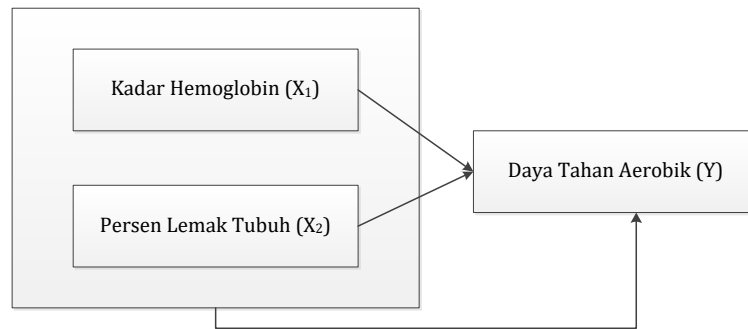 Kadar Hemoglobin (X₁)
Daya Tahan Aerobik (Y)
Persen Lemak Tubuh (X₂)